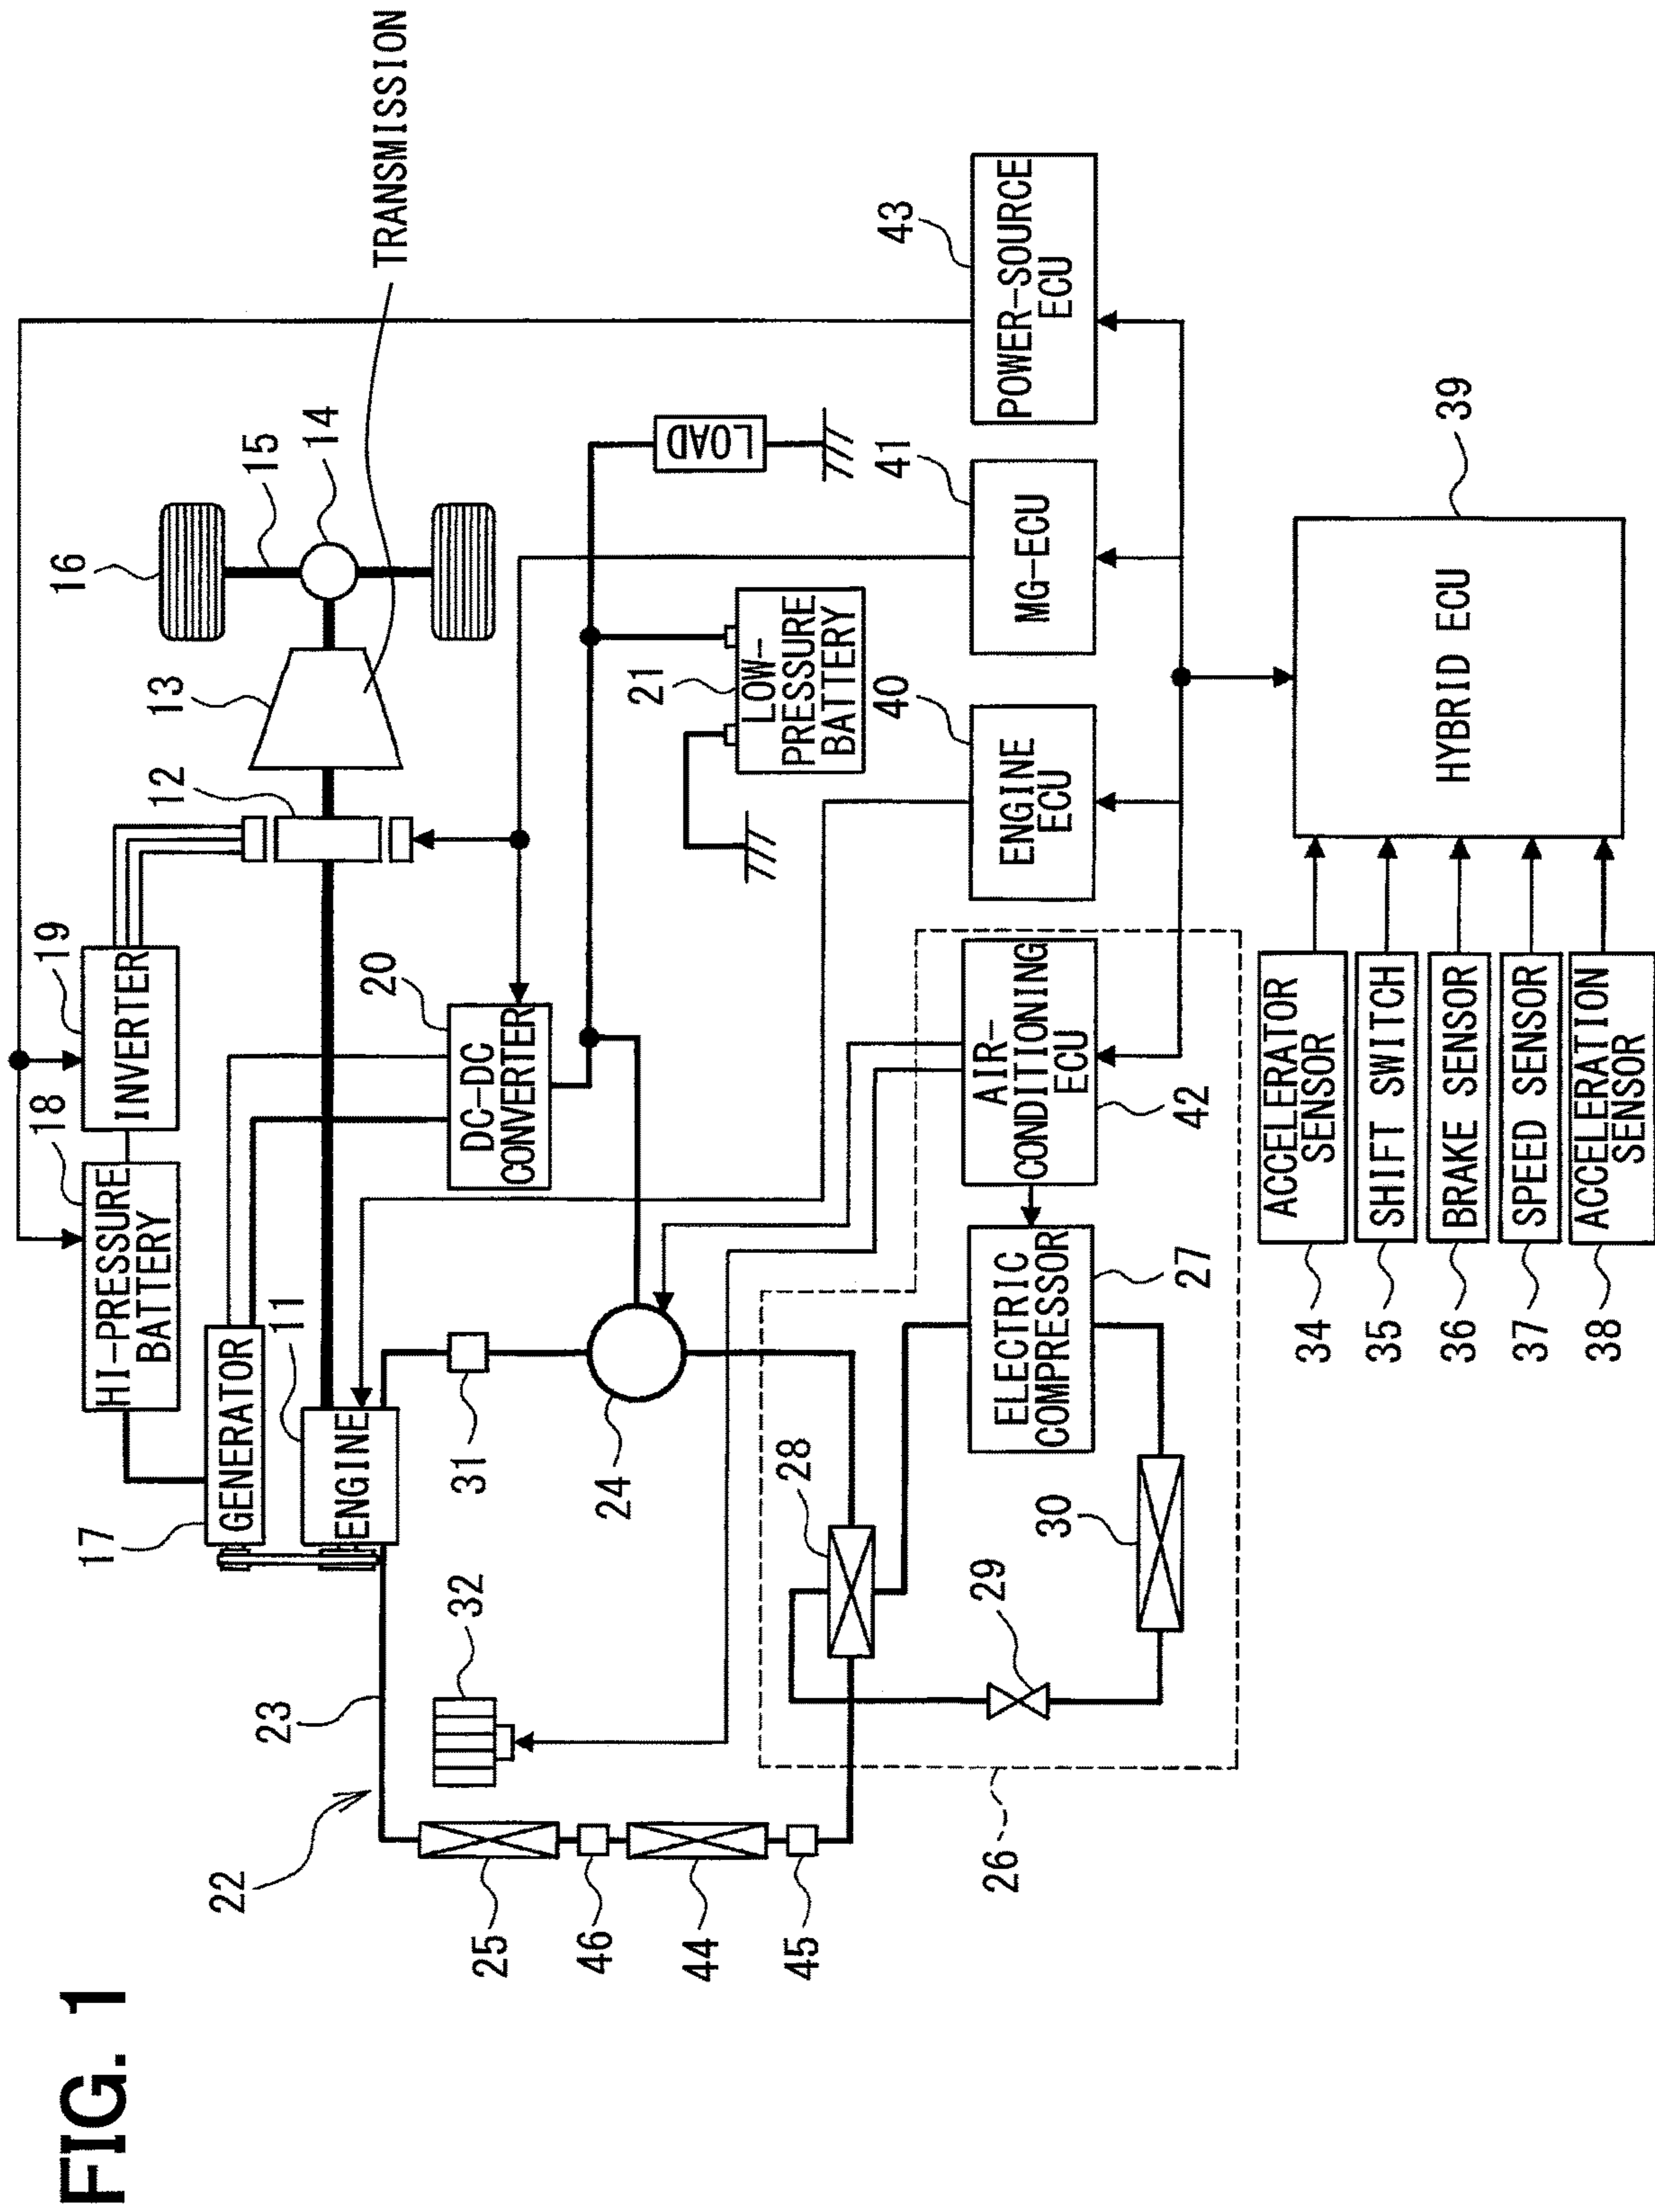 FIG. 1
TRANSMISSION
16
15
14
13
12
19
INVERTER
18
HI-PRESSURE
BATTERY
17
GENERATOR
11
ENGINE
20
DC-DC
CONVERTER
LOAD
21
LOW-
PRESSURE
BATTERY
22
23
32
31
24
25
46
44
45
26
28
29
30
27
ELECTRIC
COMPRESSOR
42
AIR-
CONDITIONING
ECU
40
ENGINE
ECU
41
MG-ECU
43
POWER-SOURCE
ECU
39
HYBRID ECU
34
ACCELERATOR
SENSOR
35
SHIFT SWITCH
36
BRAKE SENSOR
37
SPEED SENSOR
38
ACCELERATION
SENSOR